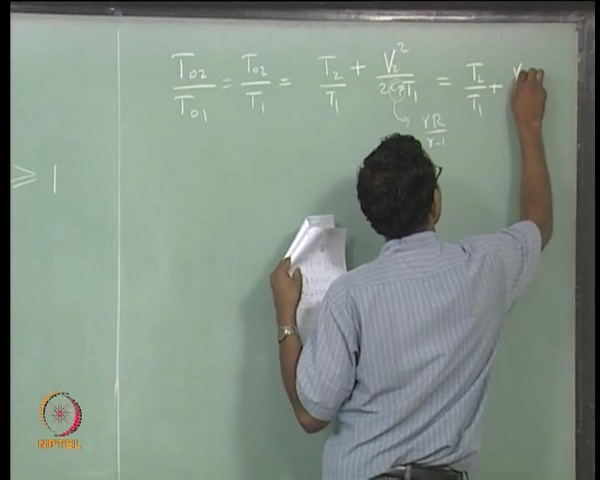 T₀₂/T₀₁ = T₀₂/T₁ = T₂/T₁ + V₂²/(2CpT₁) = T₂/T₁ + V
γR/(γ-1)
≥ 1
NPTEL